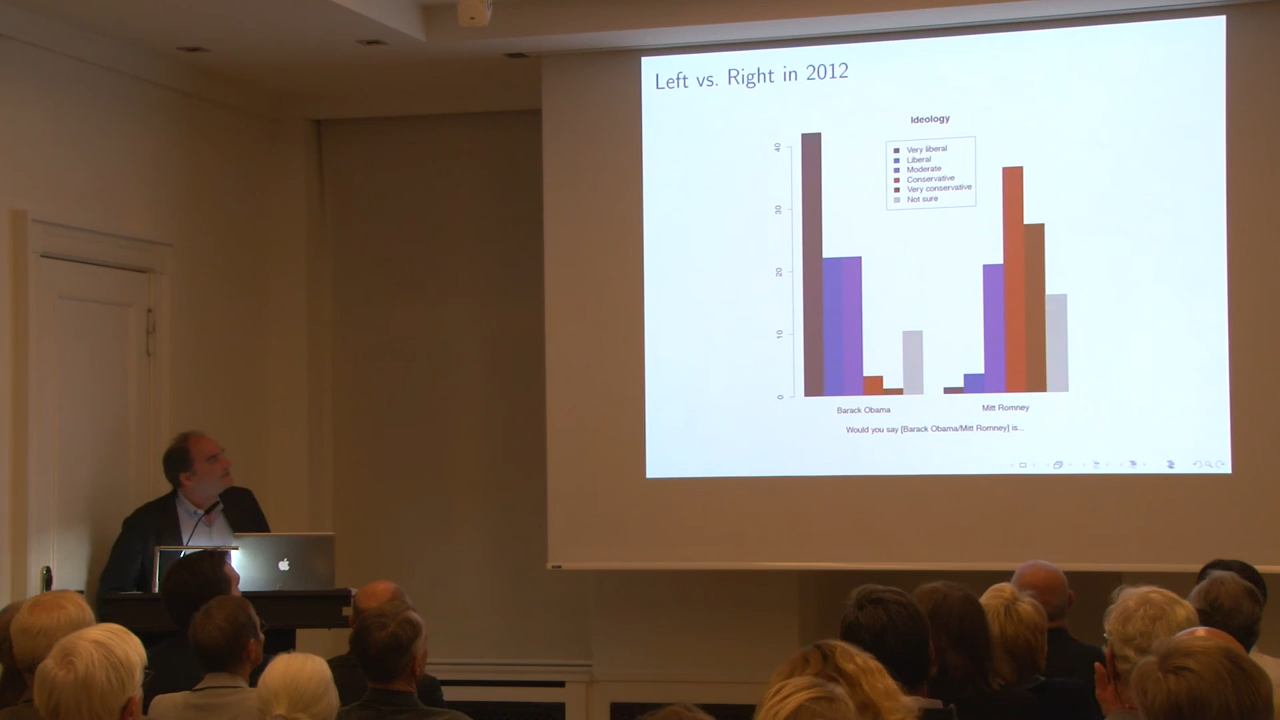 Left vs. Right in 2012
Ideology
Very liberal
Liberal
Moderate
Conservative
Very conservative
Not sure
40
30
20
10
0
Barack Obama
Mitt Romney
Would you say [Barack Obama/Mitt Romney] is...